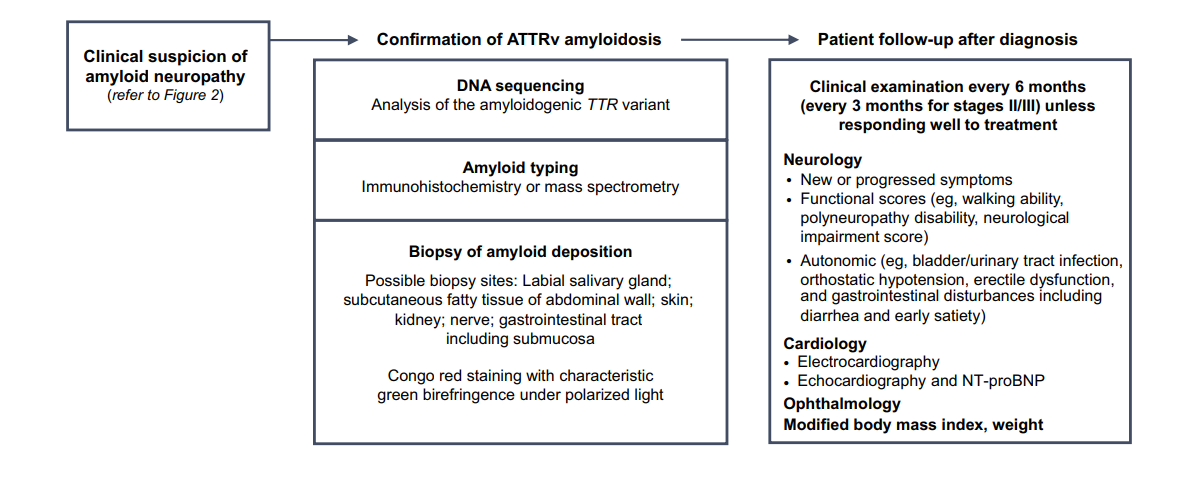 Clinical suspicion of
amyloid neuropathy
(refer to Figure 2)
Confirmation of ATTRv amyloidosis
DNA sequencing
Analysis of the amyloidogenic TTR variant
Amyloid typing
Immunohistochemistry or mass spectrometry
Biopsy of amyloid deposition
Possible biopsy sites: Labial salivary gland;
subcutaneous fatty tissue of abdominal wall; skin;
kidney; nerve; gastrointestinal tract
including submucosa
Congo red staining with characteristic
green birefringence under polarized light
Patient follow-up after diagnosis
Clinical examination every 6 months
(every 3 months for stages II/III) unless
responding well to treatment
Neurology
• New or progressed symptoms
• Functional scores (eg, walking ability,
polyneuropathy disability, neurological
impairment score)
• Autonomic (eg, bladder/urinary tract infection,
orthostatic hypotension, erectile dysfunction,
and gastrointestinal disturbances including
diarrhea and early satiety)
Cardiology
• Electrocardiography
• Echocardiography and NT-proBNP
Ophthalmology
Modified body mass index, weight